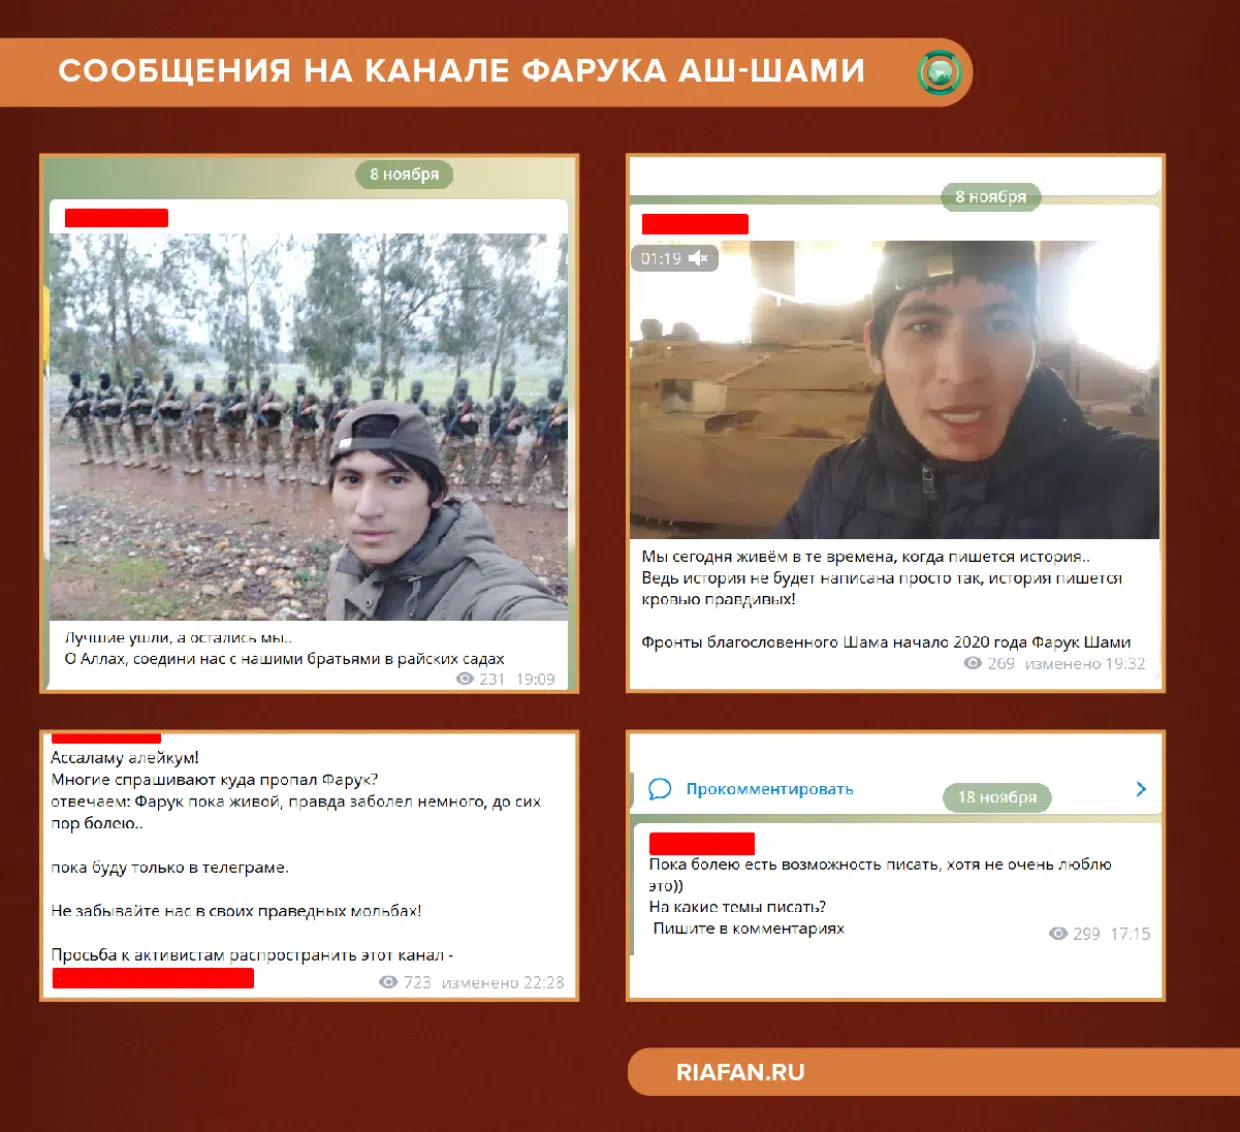 СООБЩЕНИЯ НА КАНАЛЕ ФАРУКА АШ-ШАМИ
8 ноября
Лучшие ушли, а остались мы..
О Аллах, соедини нас с нашими братьями в райских садах
231 19:09
8 ноября
01:19
Мы сегодня живём в те времена, когда пишется история..
Ведь история не будет написана просто так, история пишется
кровью правдивых!
Фронты благословенного Шама начало 2020 года Фарук Шами
269 изменено 19:32
Ассаламу алейкум!
Многие спрашивают куда пропал Фарук?
отвечаем: Фарук пока живой, правда заболел немного, до сих
пор болею..
пока буду только в телеграме.
Не забывайте нас в своих праведных мольбах!
Просьба к активистам распространить этот канал -
723 изменено 22:28
Прокомментировать
18 ноября
Пока болею есть возможность писать, хотя не очень люблю
это))
На какие темы писать?
Пишите в комментариях
299 17:15
RIAFAN.RU